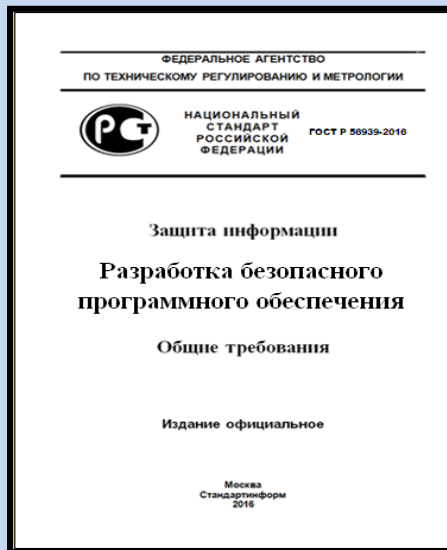 ФЕДЕРАЛЬНОЕ АГЕНТСТВО
ПО ТЕХНИЧЕСКОМУ РЕГУЛИРОВАНИЮ И МЕТРОЛОГИИ
РСТ
НАЦИОНАЛЬНЫЙ
СТАНДАРТ
РОССИЙСКОЙ
ФЕДЕРАЦИИ
ГОСТ Р 56939-2016
Защита информации
Разработка безопасного
программного обеспечения
Общие требования
Издание официальное
Москва
Стандартинформ
2016